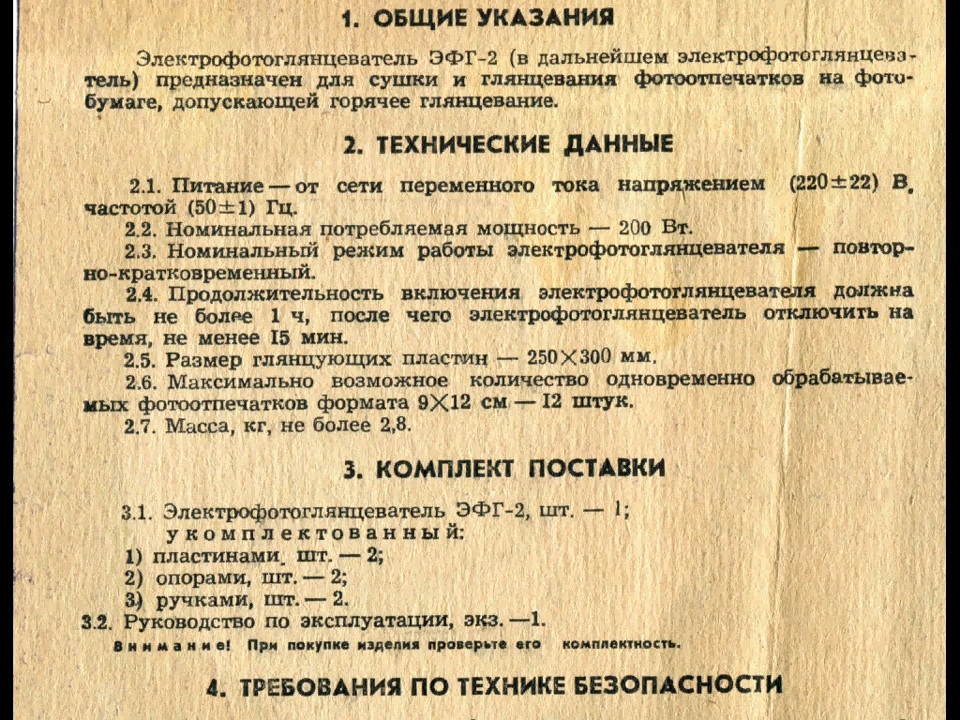 1. ОБЩИЕ УКАЗАНИЯ
Электрофотоглянцеватель ЭФГ-2 (в дальнейшем электрофотоглянцева-
тель) предназначен для сушки и глянцевания фотоотпечатков на фото-
бумаге, допускающей горячее глянцевание.
2. ТЕХНИЧЕСКИЕ ДАННЫЕ
2.1. Питание — от сети переменного тока напряжением (220±22) В,
частотой (50±1) Гц.
2.2. Номинальная потребляемая мощность — 200 Вт.
2.3. Номинальный режим работы электрофотоглянцевателя — повтор-
но-кратковременный.
2.4. Продолжительность включения электрофотоглянцевателя должна
быть не более 1 ч, после чего электрофотоглянцеватель отключить на
время, не менее 15 мин.
2.5. Размер глянцующих пластин — 250×300 мм.
2.6. Максимально возможное количество одновременно обрабатывае-
мых фотоотпечатков формата 9×12 см — 12 штук.
2.7. Масса, кг, не более 2,8.
3. КОМПЛЕКТ ПОСТАВКИ
3.1. Электрофотоглянцеватель ЭФГ-2, шт. — 1;
укомплектованный:
1) пластинами, шт. — 2;
2) опорами, шт. — 2;
3) ручками, шт. — 2.
3.2. Руководство по эксплуатации, экз. —1.
Внимание! При покупке изделия проверьте его комплектность.
4. ТРЕБОВАНИЯ ПО ТЕХНИКЕ БЕЗОПАСНОСТИ